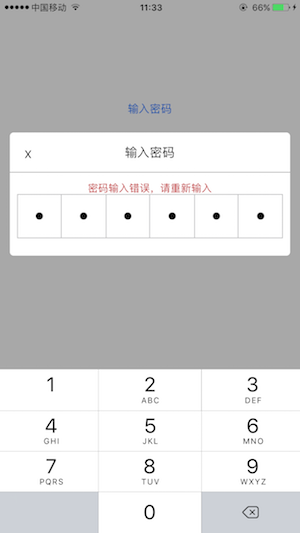 中国移动 11:33 66%
输入密码
x 输入密码
密码输入错误，请重新输入
1 2 3
ABC DEF
4 5 6
GHI JKL MNO
7 8 9
PQRS TUV WXYZ
0